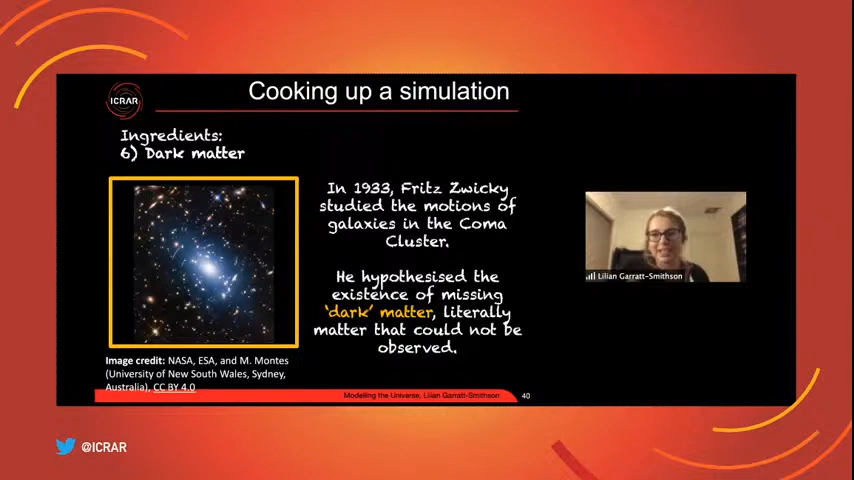 ICRAR
Cooking up a simulation
Ingredients:
6) Dark matter
In 1933, Fritz Zwicky
studied the motions of
galaxies in the Coma
Cluster.
He hypothesised the
existence of missing
‘dark’ matter, literally
matter that could not be
observed.
Image credit: NASA, ESA, and M. Montes
(University of New South Wales, Sydney,
Australia), CC BY 4.0
Modelling the Universe, Lilian Garratt-Smithson
40
Lilian Garratt-Smithson
@ICRAR